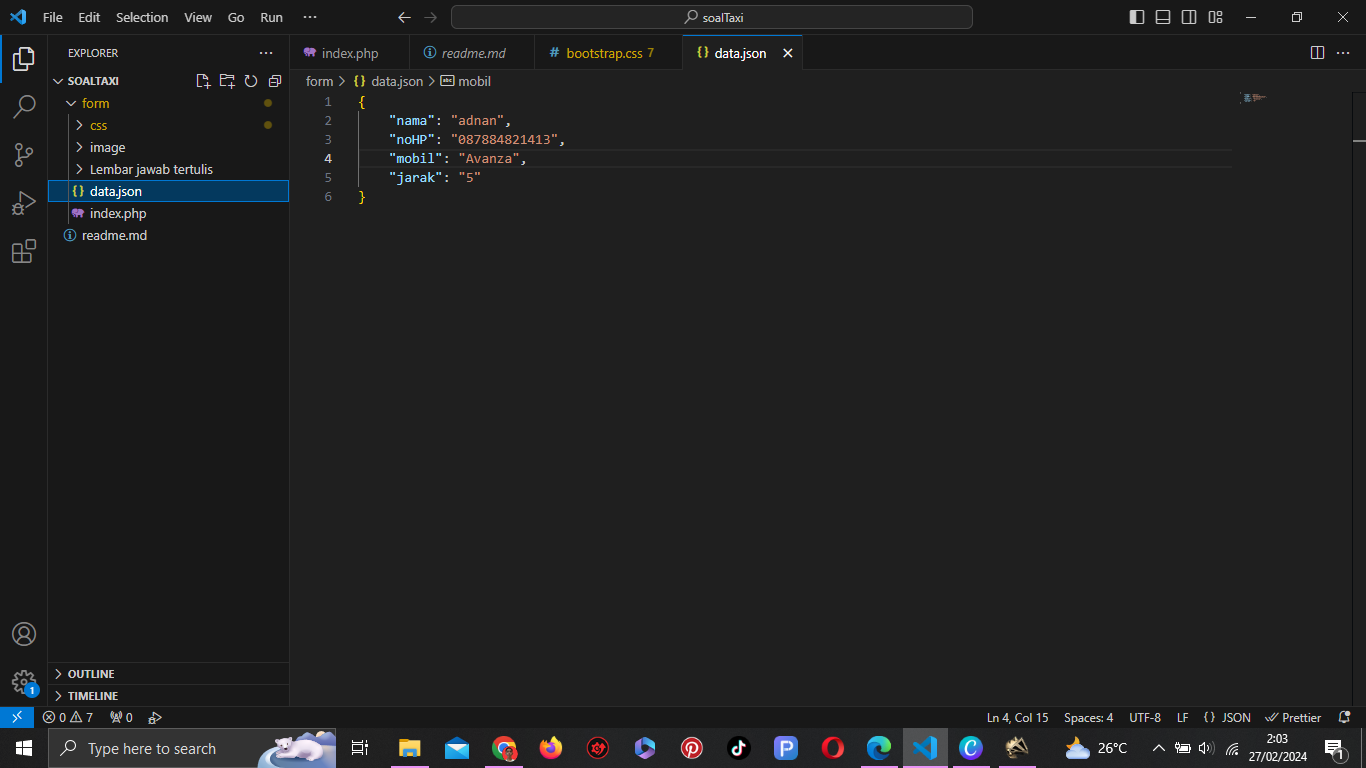 File Edit Selection View Go Run ··· soalTaxi
EXPLORER ···
SOALTAXI
form
css
image
Lembar jawab tertulis
data.json
index.php
readme.md
OUTLINE
TIMELINE
index.php readme.md bootstrap.css 7 data.json
form > {} data.json > mobil
1 {
2 "nama": "adnan",
3 "noHP": "087884821413",
4 "mobil": "Avanza",
5 "jarak": "5"
6 }
1
0 7 0 Ln 4, Col 15 Spaces: 4 UTF-8 LF {} JSON Prettier
Type here to search 26°C 2:03
27/02/2024 1